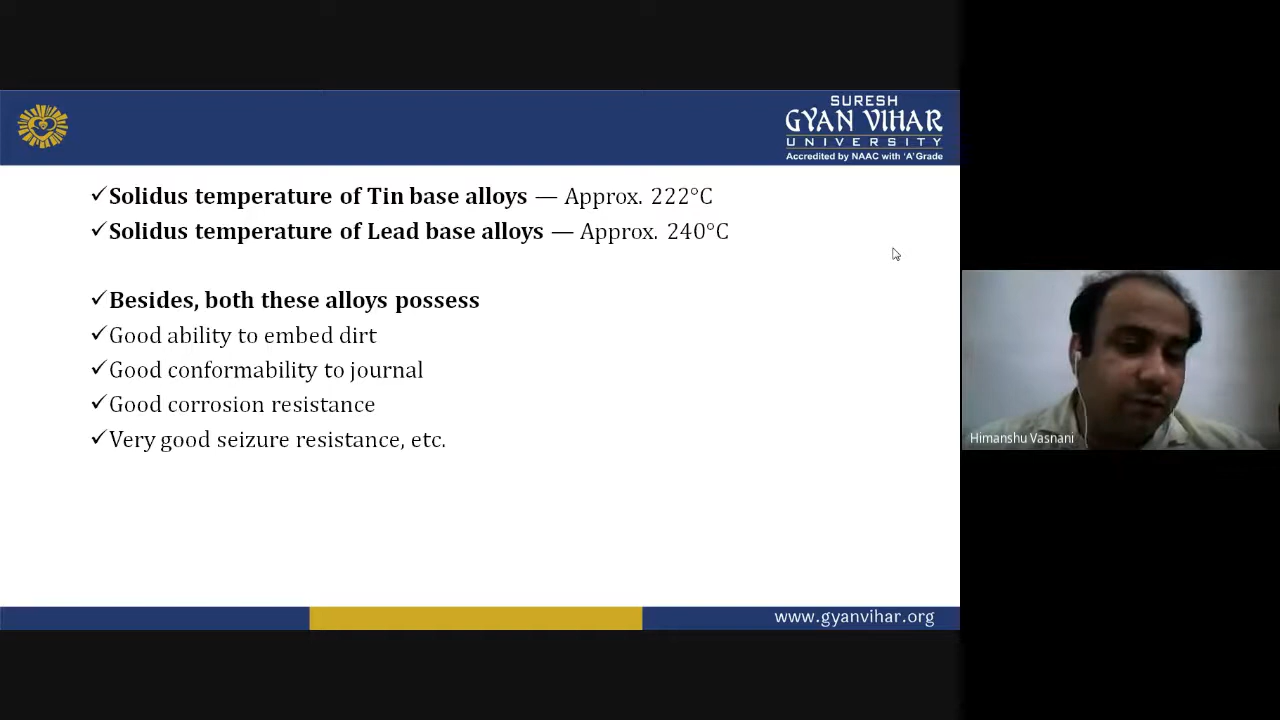 SURESH
GYAN VIHAR
UNIVERSITY
Accredited by NAAC with 'A' Grade
✓Solidus temperature of Tin base alloys — Approx. 222°C
✓Solidus temperature of Lead base alloys — Approx. 240°C
✓Besides, both these alloys possess
✓Good ability to embed dirt
✓Good conformability to journal
✓Good corrosion resistance
✓Very good seizure resistance, etc.
Himanshu Vasnani
www.gyanvihar.org